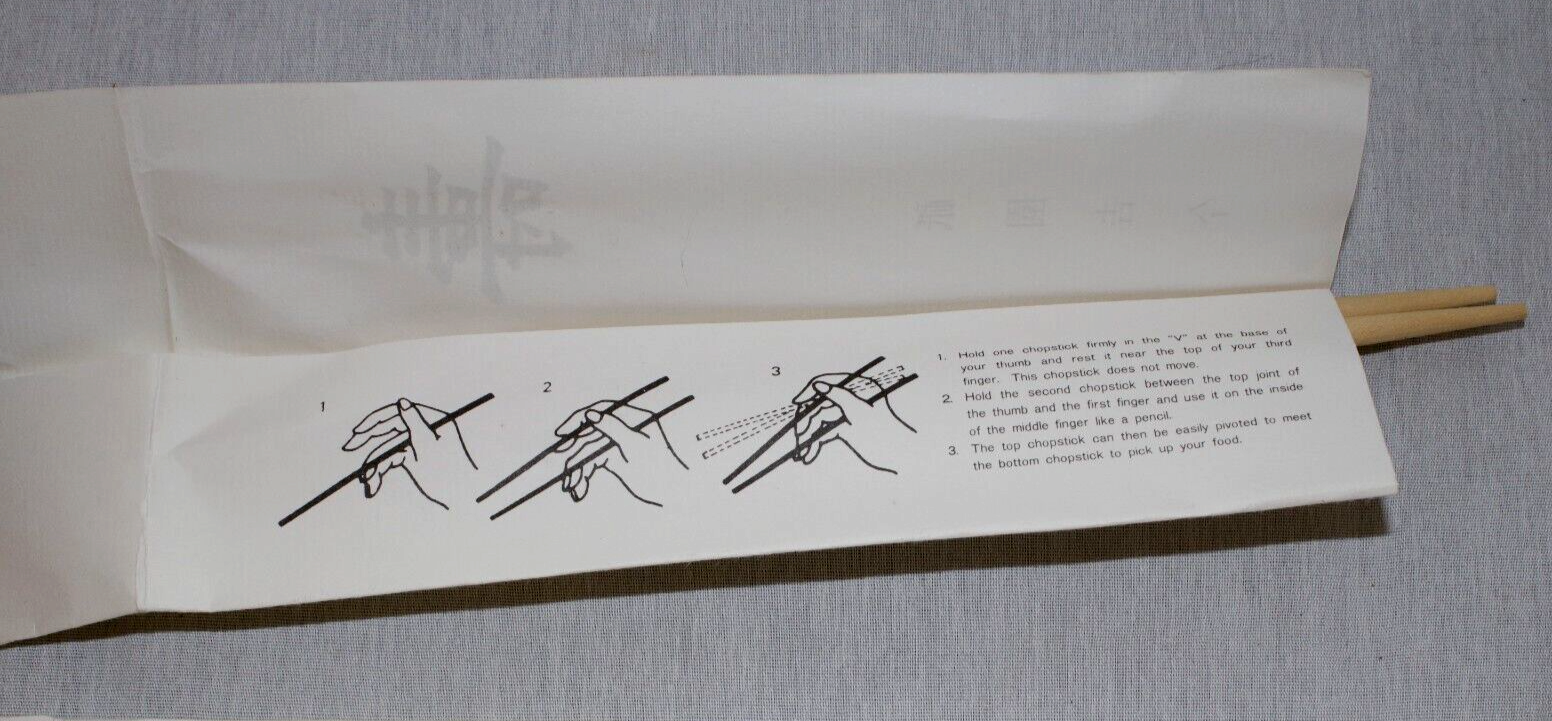 1
2
3
1. Hold one chopstick firmly in the "V" at the base of
your thumb and rest it near the top of your third
finger. This chopstick does not move.
2. Hold the second chopstick between the top joint of
the thumb and the first finger and use it on the inside
of the middle finger like a pencil.
3. The top chopstick can then be easily pivoted to meet
the bottom chopstick to pick up your food.